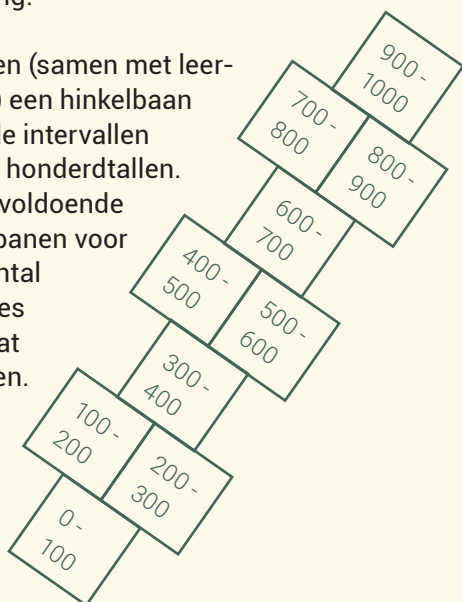 en (samen met leer-
) een hinkelbaan
de intervallen
honderdtallen.
voldoende
banen voor
ntal
es
at
en.
900 -
1000
700 -
800
800 -
900
600 -
700
400 -
500
500 -
600
300 -
400
100 -
200
200 -
300
0 -
100